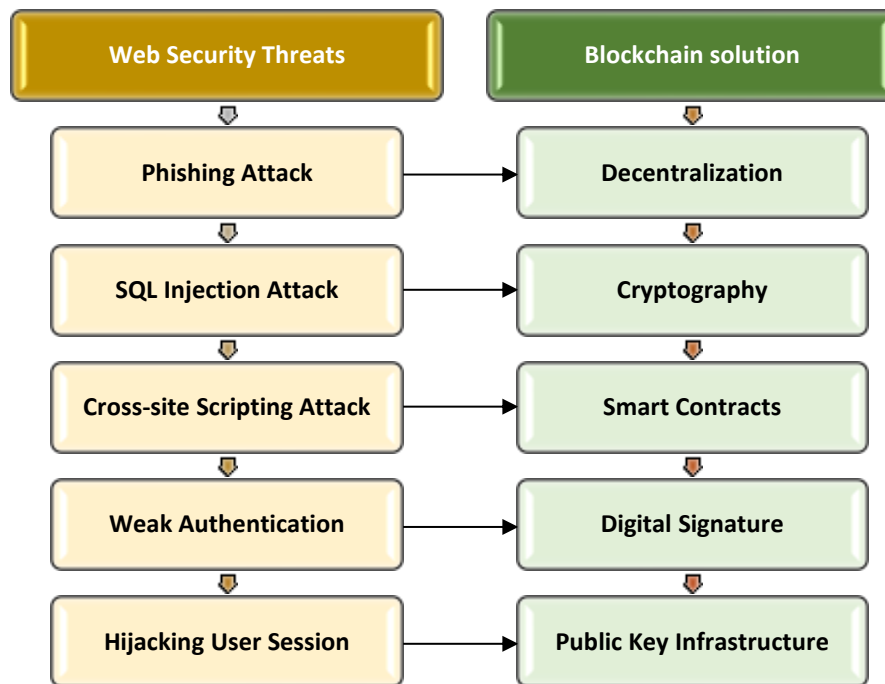 Web Security Threats
Blockchain solution
Phishing Attack
Decentralization
SQL Injection Attack
Cryptography
Cross-site Scripting Attack
Smart Contracts
Weak Authentication
Digital Signature
Hijacking User Session
Public Key Infrastructure